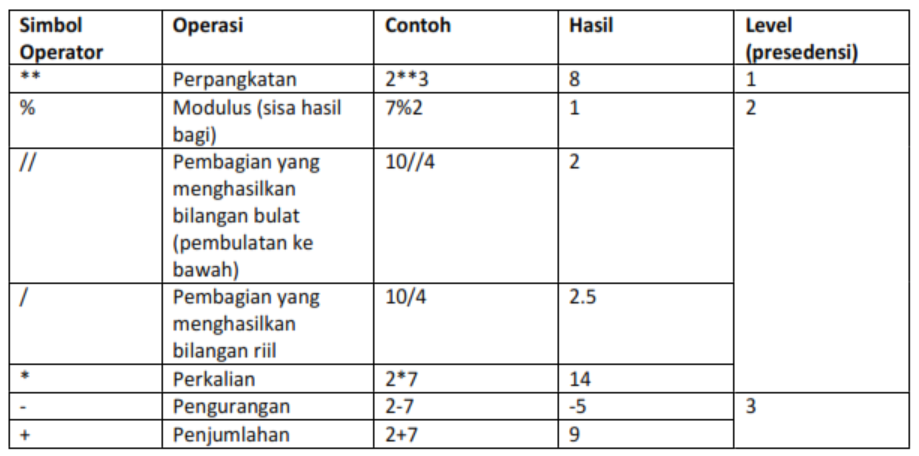 Simbol Operator | Operasi | Contoh | Hasil | Level (presedensi)
** | Perpangkatan | 2**3 | 8 | 1
% | Modulus (sisa hasil bagi) | 7%2 | 1 | 2
// | Pembagian yang menghasilkan bilangan bulat (pembulatan ke bawah) | 10//4 | 2
/ | Pembagian yang menghasilkan bilangan riil | 10/4 | 2.5
* | Perkalian | 2*7 | 14
- | Pengurangan | 2-7 | -5 | 3
+ | Penjumlahan | 2+7 | 9